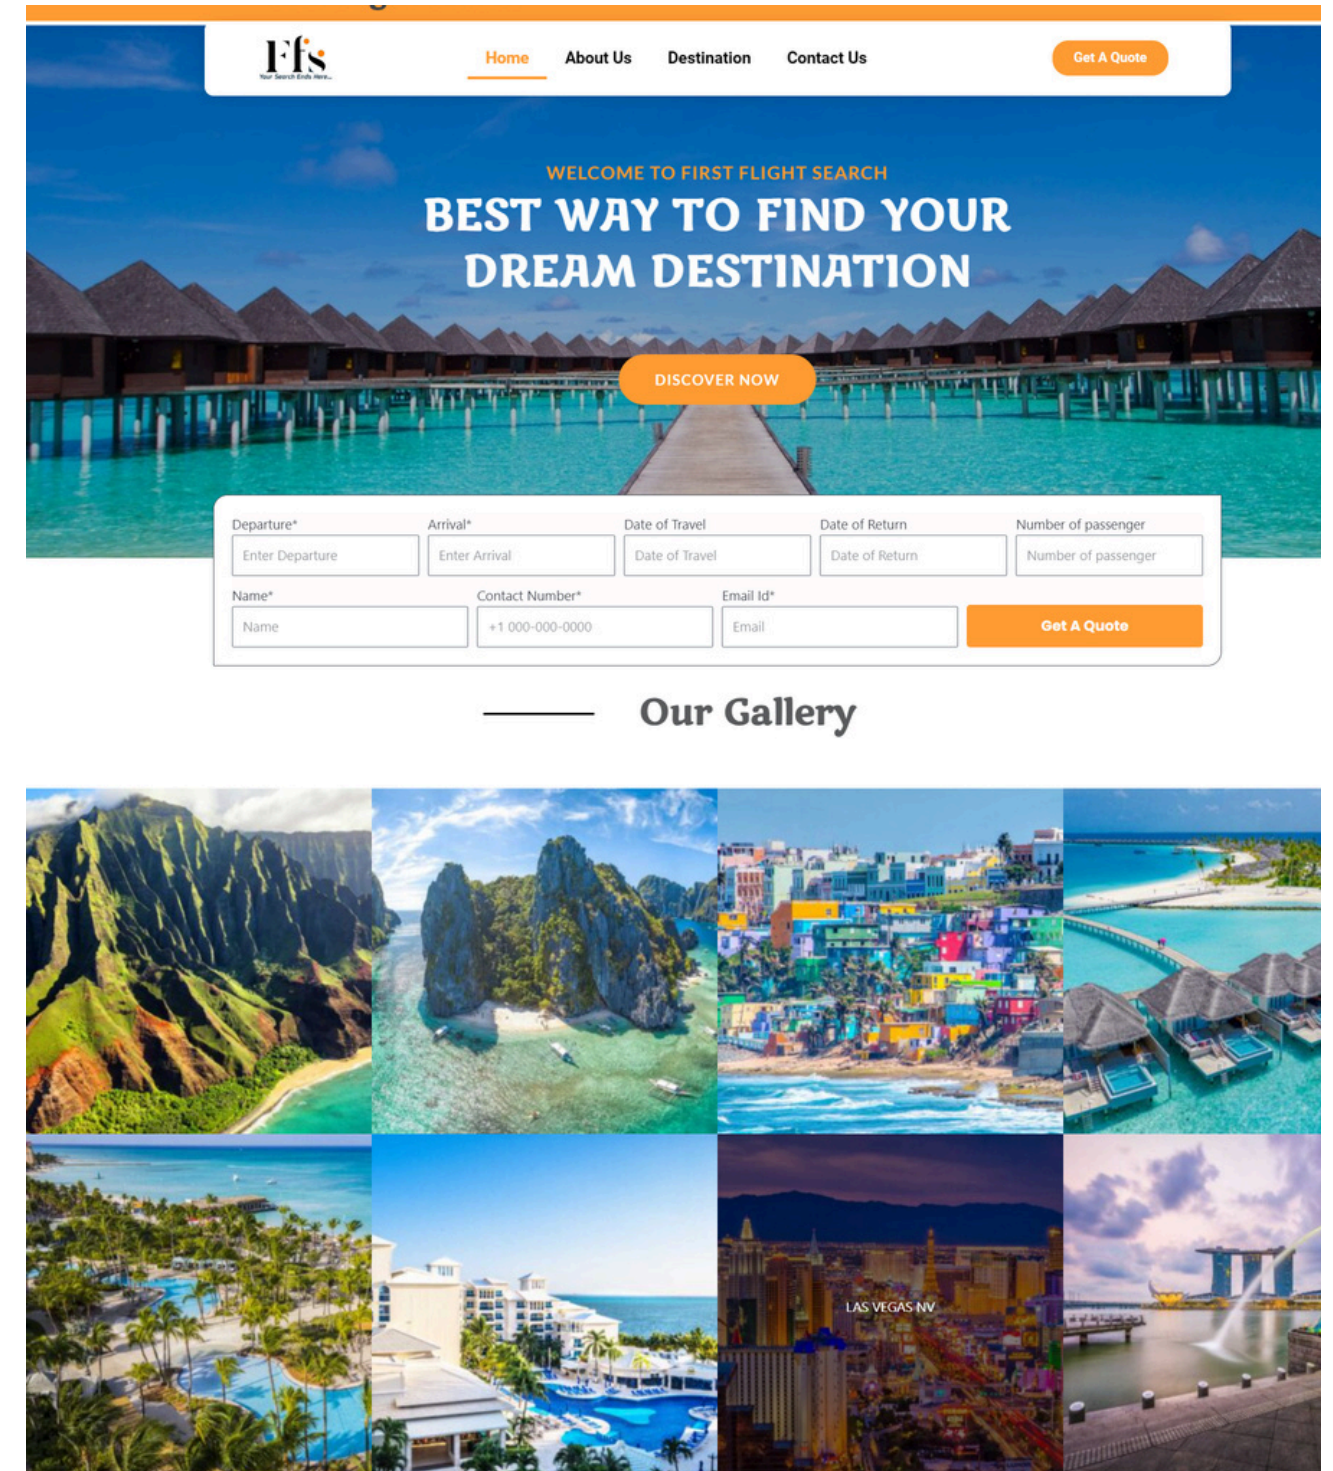 Ffs
Your Search Ends Here...
Home About Us Destination Contact Us
Get A Quote
WELCOME TO FIRST FLIGHT SEARCH
BEST WAY TO FIND YOUR
DREAM DESTINATION
DISCOVER NOW
Departure* Arrival* Date of Travel Date of Return Number of passenger
Enter Departure Enter Arrival Date of Travel Date of Return Number of passenger
Name* Contact Number* Email Id*
Name +1 000-000-0000 Email Get A Quote
Our Gallery
LAS VEGAS NV